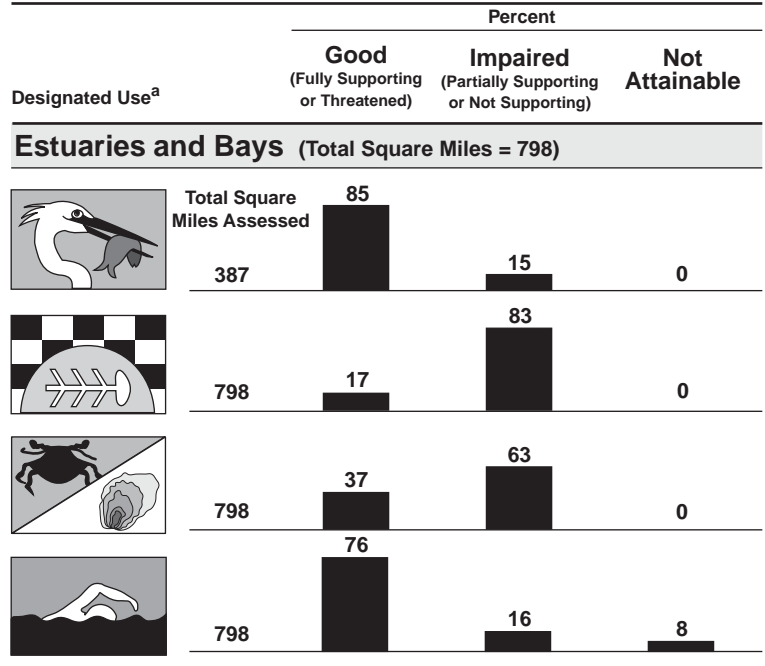 Percent
Designated Useᵃ
Good
(Fully Supporting
or Threatened)
Impaired
(Partially Supporting
or Not Supporting)
Not
Attainable
Estuaries and Bays (Total Square Miles = 798)
Total Square
Miles Assessed
85
387
15
0
798
17
83
0
798
37
63
0
798
76
16
8